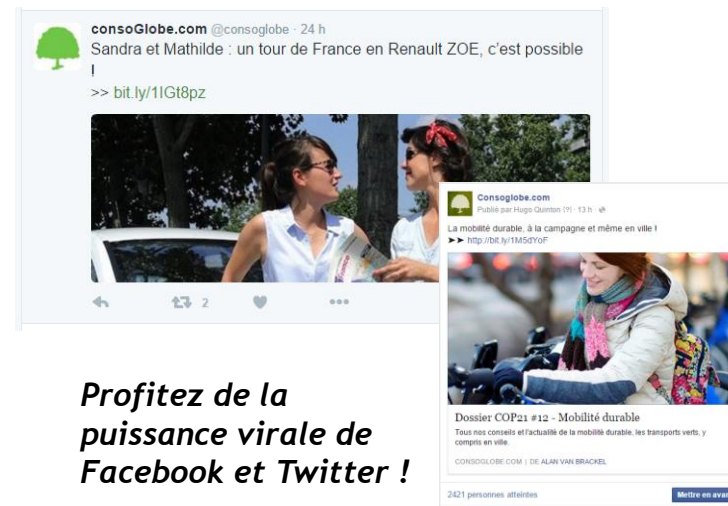 consoGlobe.com @consoglobe · 24 h
Sandra et Mathilde : un tour de France en Renault ZOE, c'est possible
!
>> bit.ly/1IGt8pz
2
Consoglobe.com
Publié par Hugo Quinton (?) · 13 h ·
La mobilité durable, à la campagne et même en ville !
➤➤ http://bit.ly/1M5dYoF
Dossier COP21 #12 - Mobilité durable
Tous nos conseils et l'actualité de la mobilité durable, les transports verts, y
compris en ville.
CONSOGLOBE.COM | DE ALAN VAN BRACKEL
2421 personnes atteintes
Mettre en avan
Profitez de la
puissance virale de
Facebook et Twitter !